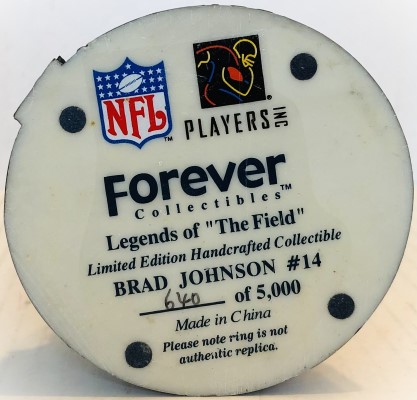 NFL
TM
PLAYERS INC
Forever
Collectibles™
Legends of "The Field"
Limited Edition Handcrafted Collectible
BRAD JOHNSON #14
640 of 5,000
Made in China
Please note ring is not
authentic replica.